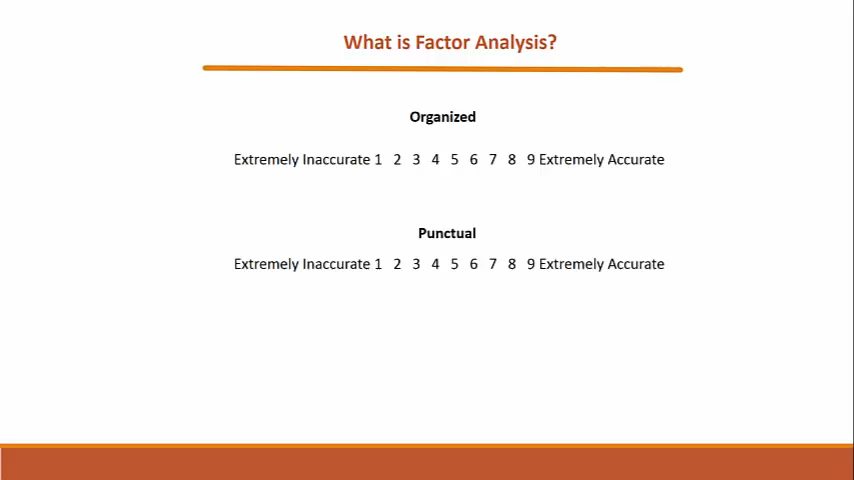 What is Factor Analysis?
Organized
Extremely Inaccurate 1 2 3 4 5 6 7 8 9 Extremely Accurate
Punctual
Extremely Inaccurate 1 2 3 4 5 6 7 8 9 Extremely Accurate